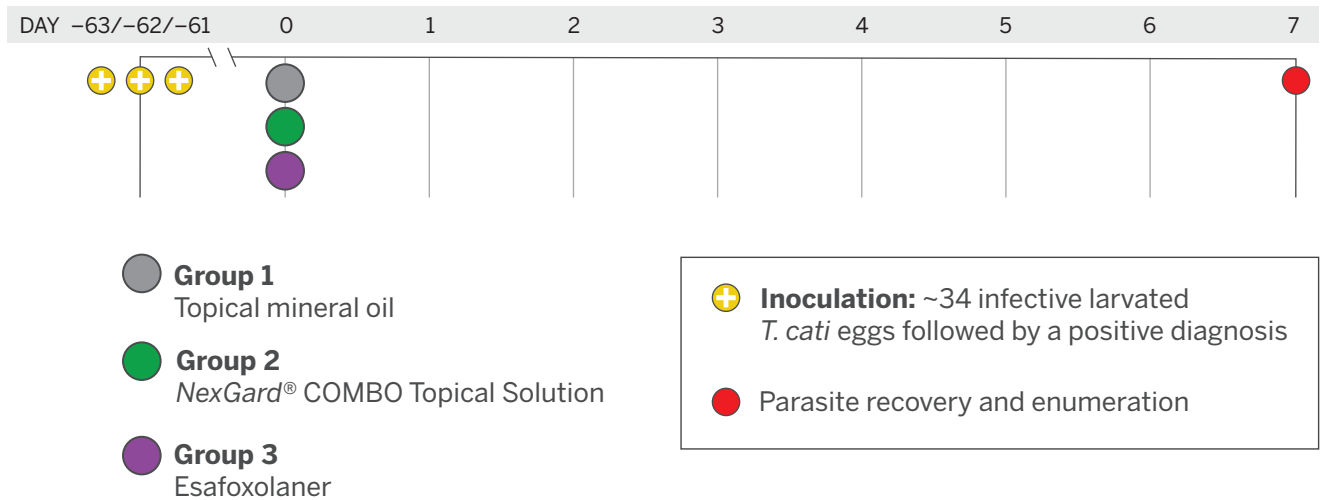 DAY –63/–62/–61 0 1 2 3 4 5 6 7
Group 1
Topical mineral oil
Group 2
NexGard® COMBO Topical Solution
Group 3
Esafoxolaner
Inoculation: ~34 infective larvated
T. cati eggs followed by a positive diagnosis
Parasite recovery and enumeration